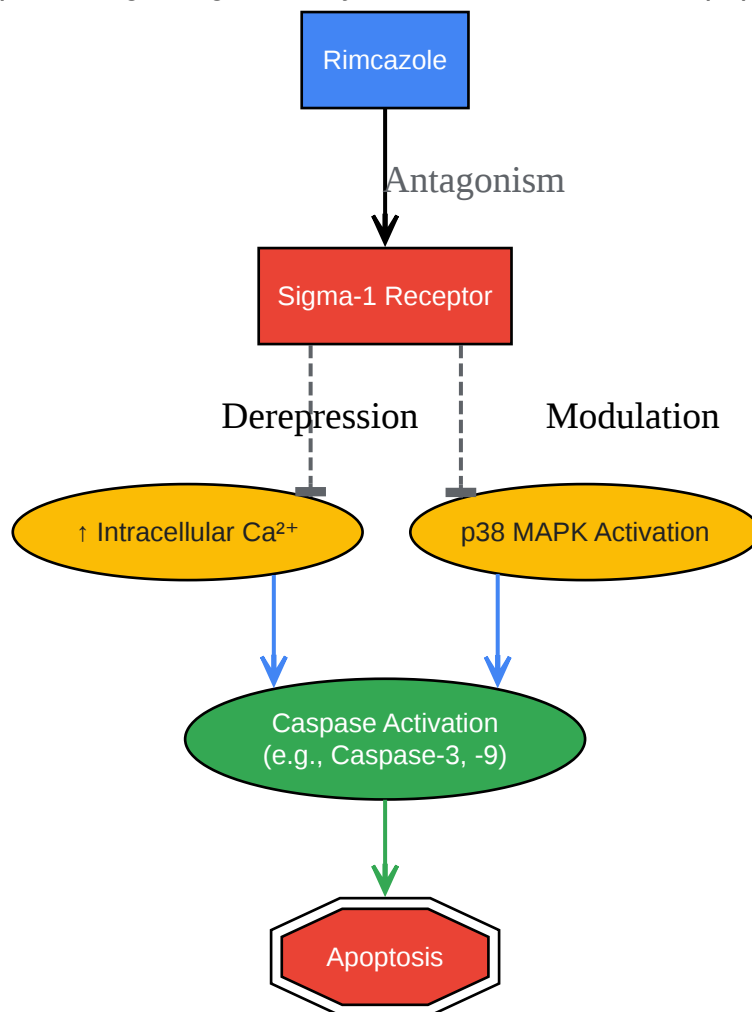 Rimcazole
Antagonism
Sigma-1 Receptor
Derepression
Modulation
↑ Intracellular Ca²⁺
p38 MAPK Activation
Caspase Activation
(e.g., Caspase-3, -9)
Apoptosis